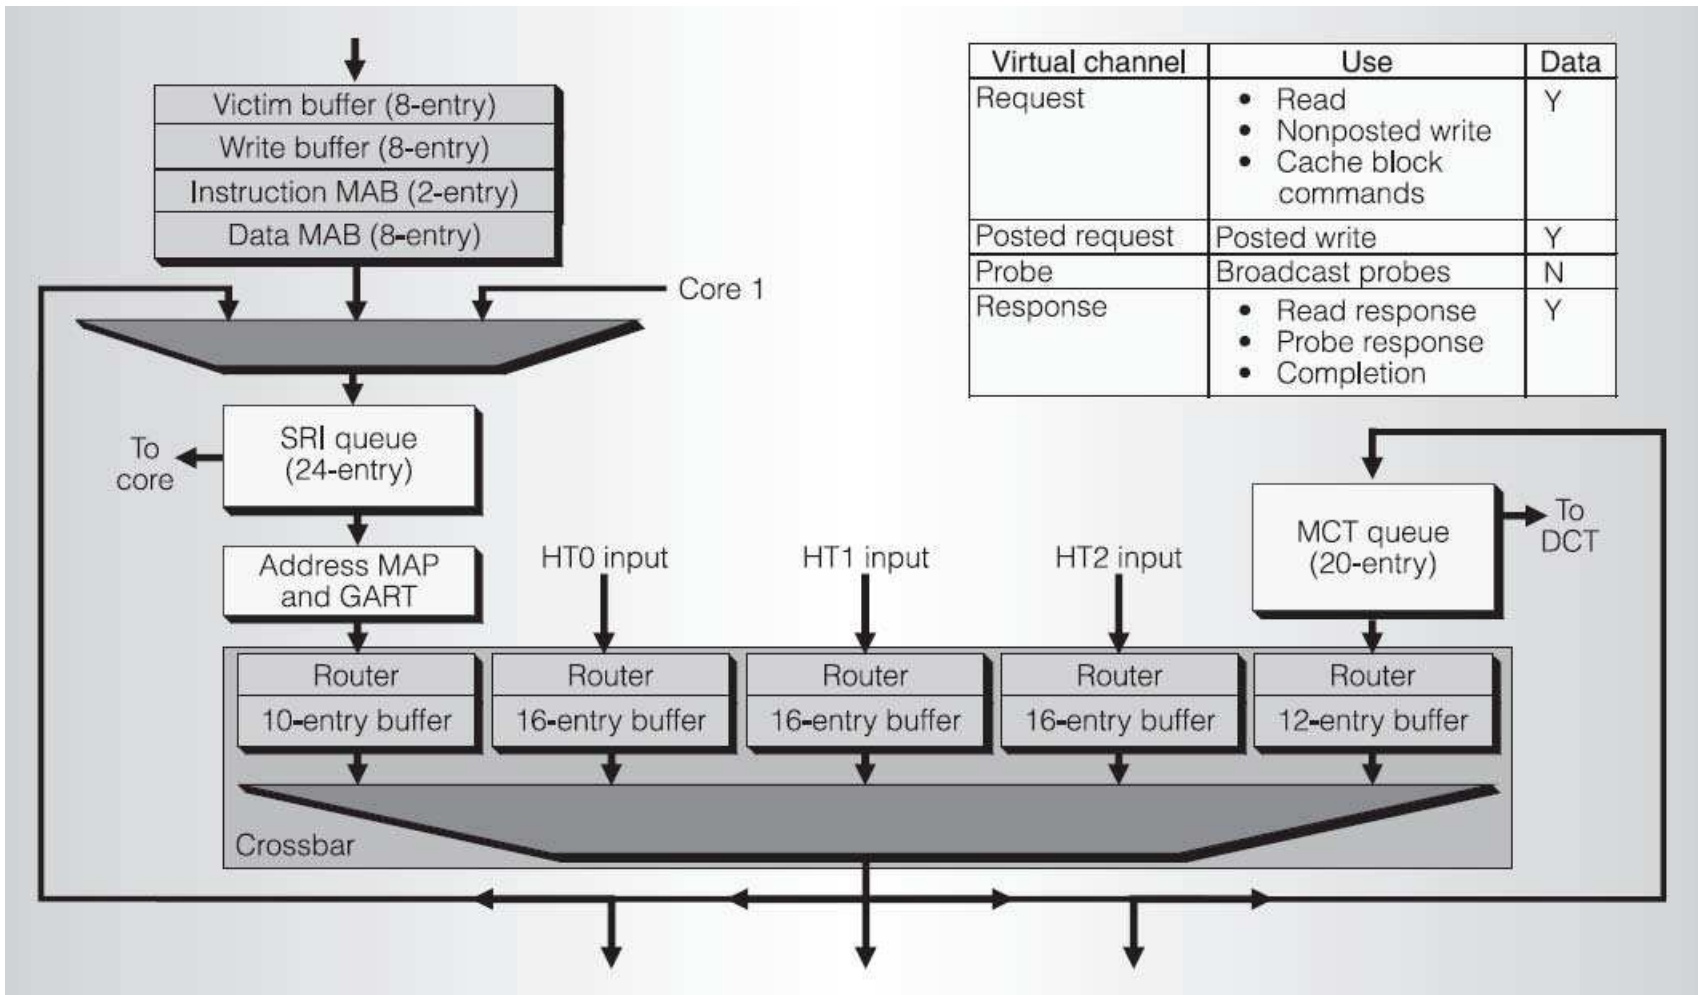 Victim buffer (8-entry)
Write buffer (8-entry)
Instruction MAB (2-entry)
Data MAB (8-entry)
Core 1
SRI queue
(24-entry)
To
core
Address MAP
and GART
HT0 input
HT1 input
HT2 input
MCT queue
(20-entry)
To
DCT
Router
10-entry buffer
Router
16-entry buffer
Router
16-entry buffer
Router
16-entry buffer
Router
12-entry buffer
Crossbar
Virtual channel Use Data
Request • Read Y
• Nonposted write
• Cache block
commands
Posted request Posted write Y
Probe Broadcast probes N
Response • Read response Y
• Probe response
• Completion